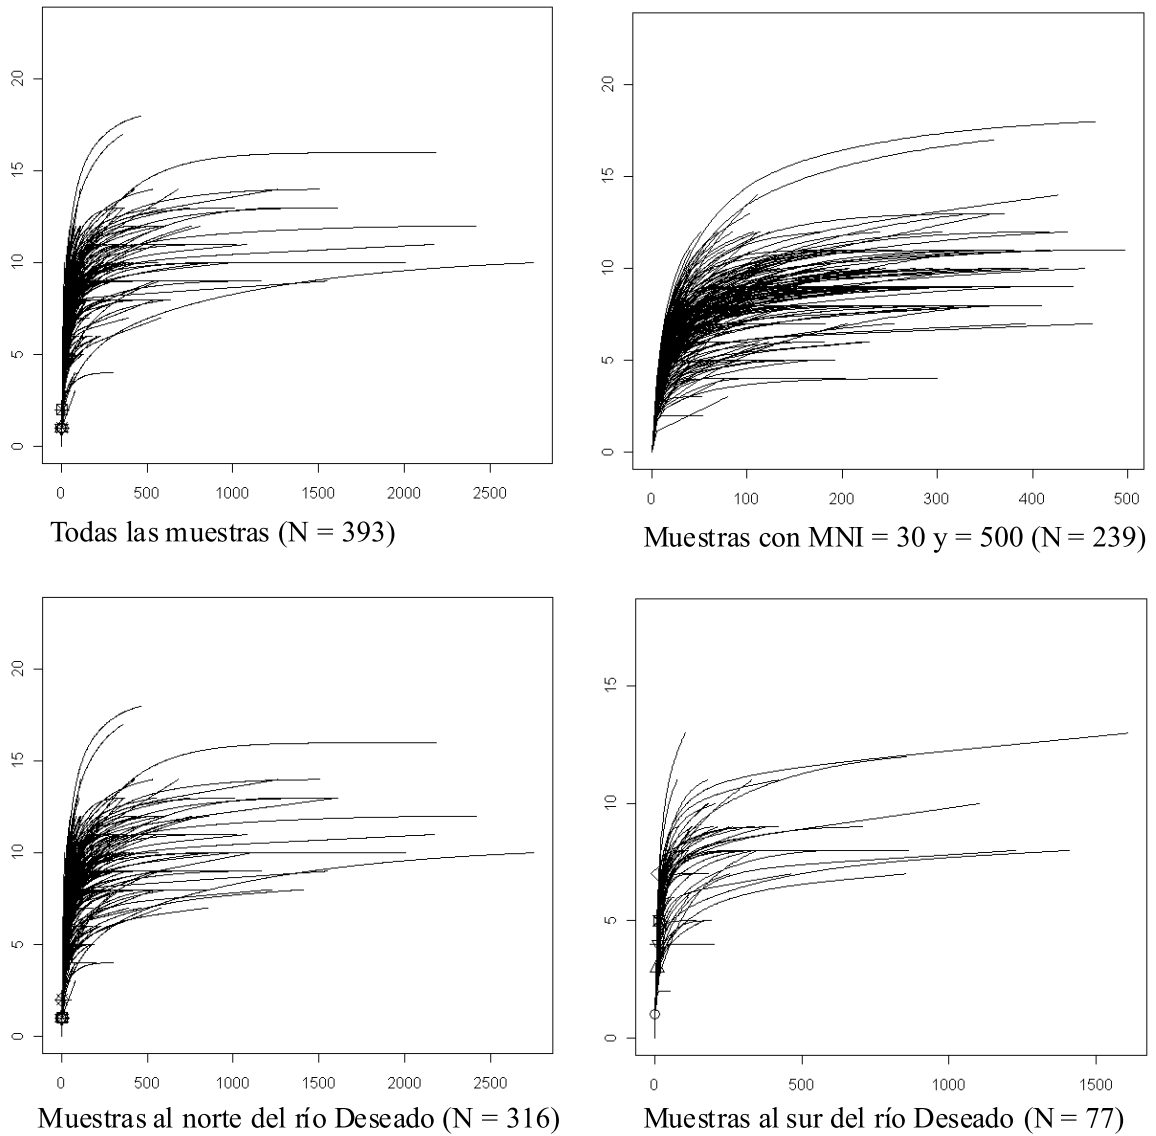 20
15
10
5
0
0 500 1000 1500 2000 2500
Todas las muestras (N = 393)
20
15
10
5
0
0 100 200 300 400 500
Muestras con MNI = 30 y = 500 (N = 239)
20
15
10
5
0
0 500 1000 1500 2000 2500
Muestras al norte del río Deseado (N = 316)
15
10
5
0
0 500 1000 1500
Muestras al sur del río Deseado (N = 77)